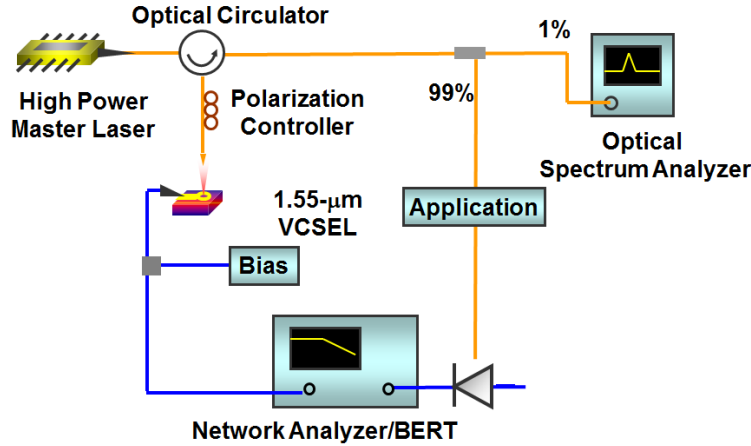 Optical Circulator
1%
99%
High Power
Master Laser
Polarization
Controller
Optical
Spectrum Analyzer
1.55-μm
VCSEL
Application
Bias
Network Analyzer/BERT